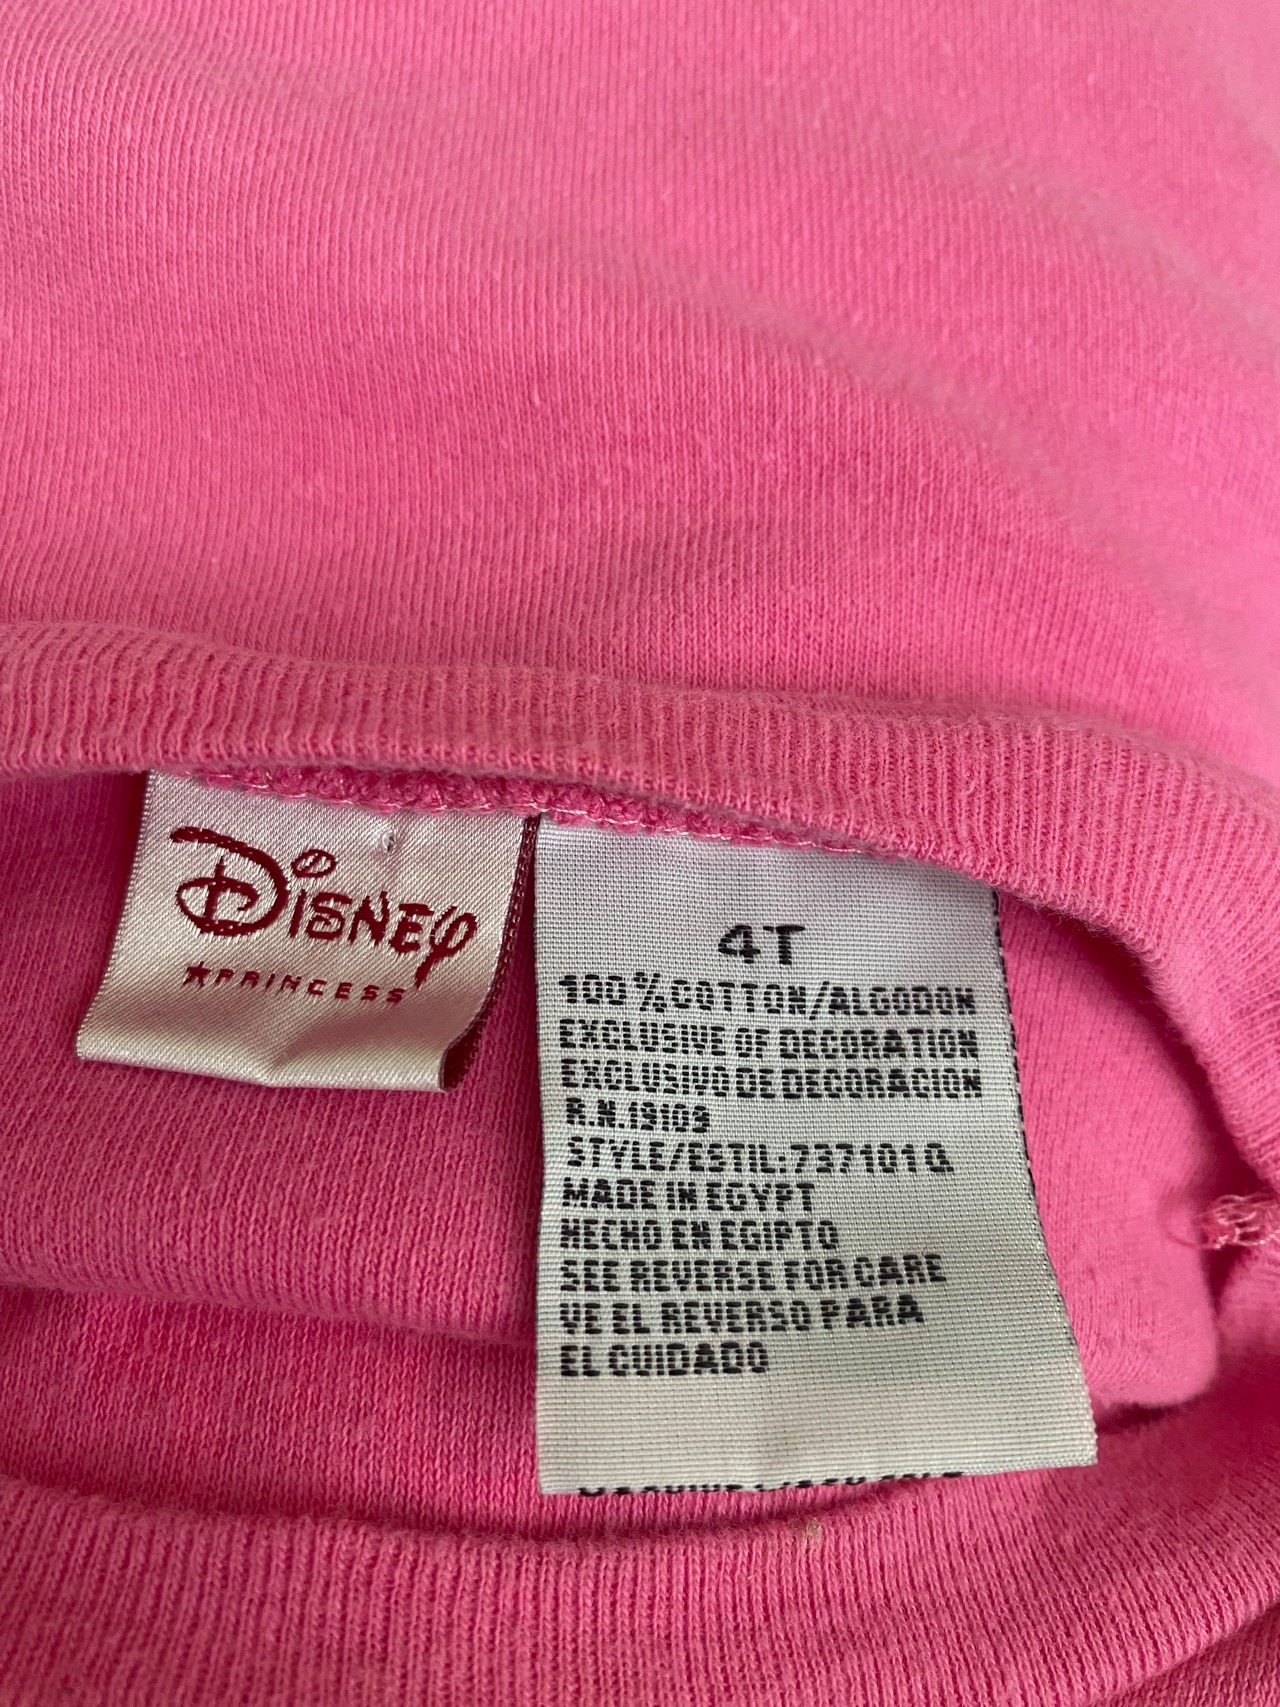 DISNEY
★PRINCESS
4T
100%COTTON/ALGODON
EXCLUSIVE OF DECORATION
EXCLUSIVO DE DECORACION
R.N.19109
STYLE/ESTIL-737101Q
MADE IN EGYPT
HECHO EN EGIPTO
SEE REVERSE FOR CARE
VE EL REVERSO PARA
EL CUIDADO